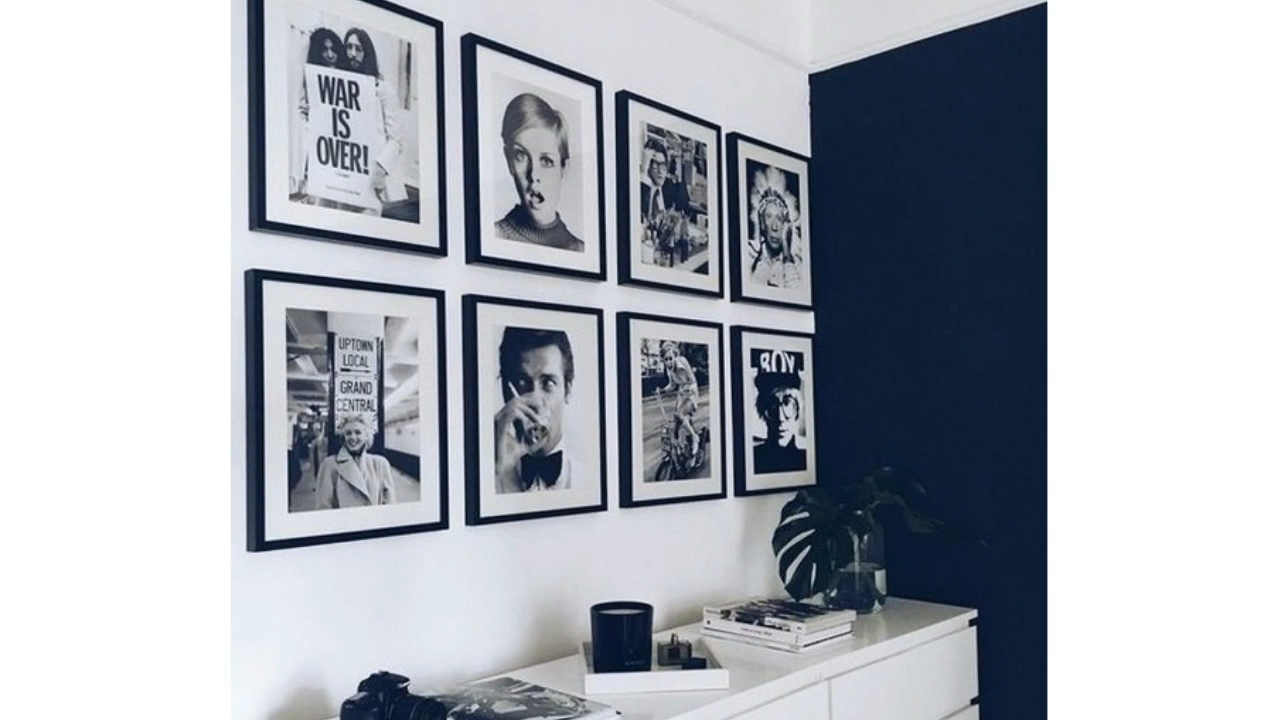 WAR
IS
OVER!
UPTOWN
LOCAL
GRAND
CENTRAL
BOY